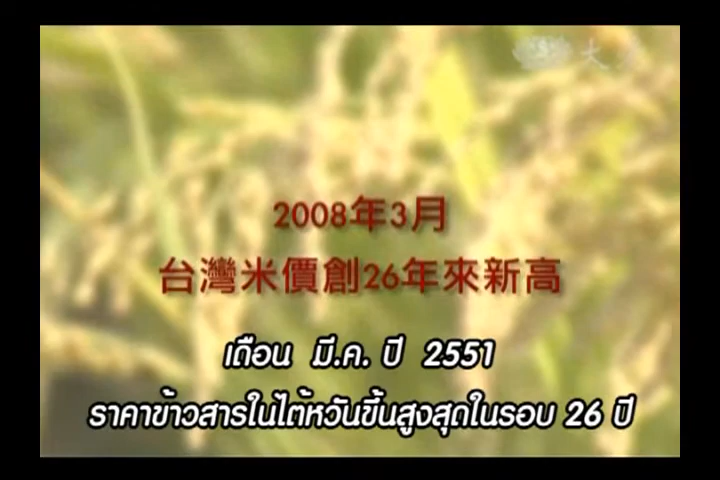 大
2008年3月
台灣米價創26年來新高
เดือน มี.ค. ปี 2551
ราคาข้าวสารในไต้หวันขึ้นสูงสุดในรอบ 26 ปี